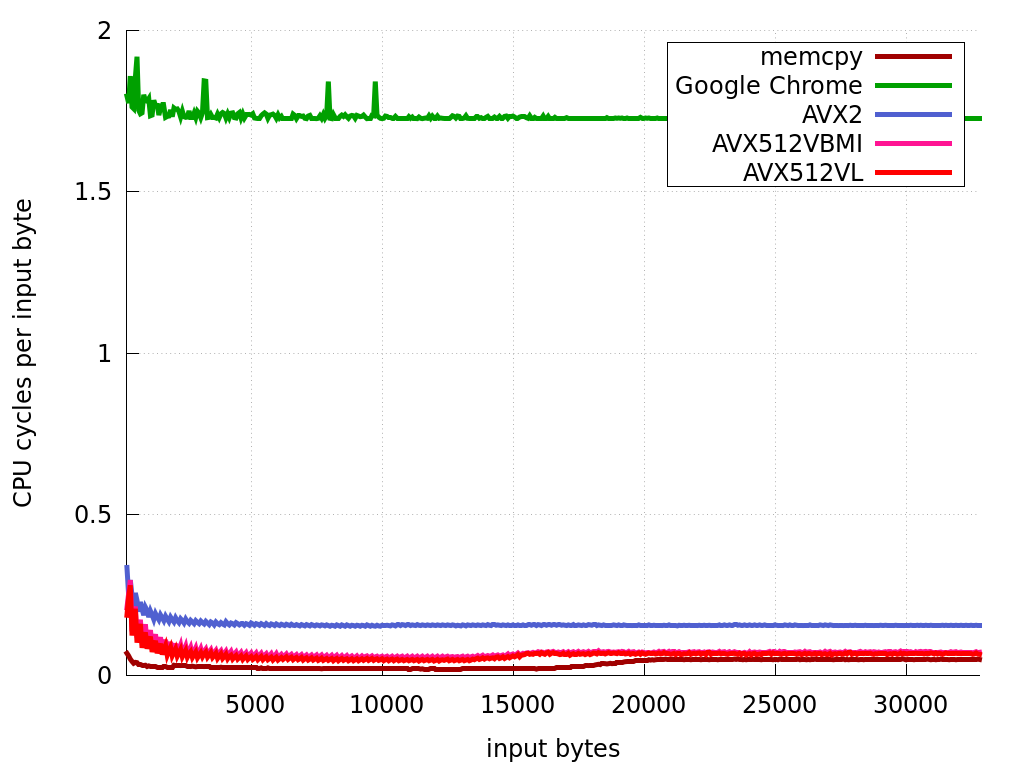 2
1.5
1
0.5
0
CPU cycles per input byte
memcpy
Google Chrome
AVX2
AVX512VBMI
AVX512VL
5000 10000 15000 20000 25000 30000
input bytes